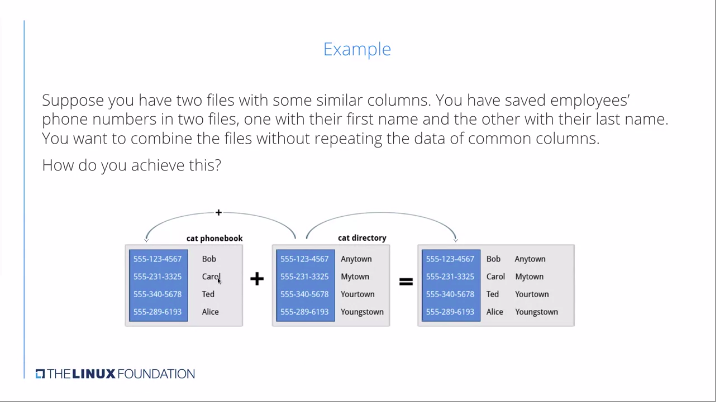 Example
Suppose you have two files with some similar columns. You have saved employees'
phone numbers in two files, one with their first name and the other with their last name.
You want to combine the files without repeating the data of common columns.
How do you achieve this?
+
cat phonebook
555-123-4567 Bob
555-231-3325 Carol
555-340-5678 Ted
555-289-6193 Alice
+
cat directory
555-123-4567 Anytown
555-231-3325 Mytown
555-340-5678 Yourtown
555-289-6193 Youngstown
=
555-123-4567 Bob Anytown
555-231-3325 Carol Mytown
555-340-5678 Ted Yourtown
555-289-6193 Alice Youngstown
THE LINUX FOUNDATION